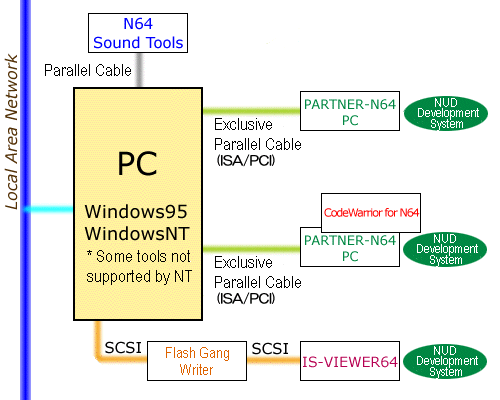 N64
Sound Tools
Parallel Cable
Local Area Network
PC
Windows95
WindowsNT
* Some tools not
supported by NT
Exclusive
Parallel Cable
(ISA/PCI)
PARTNER-N64
PC
NUD
Development
System
CodeWarrior for N64
PARTNER-N64
PC
Exclusive
Parallel Cable
(ISA/PCI)
NUD
Development
System
SCSI
Flash Gang
Writer
SCSI
IS-VIEWER64
NUD
Development
System